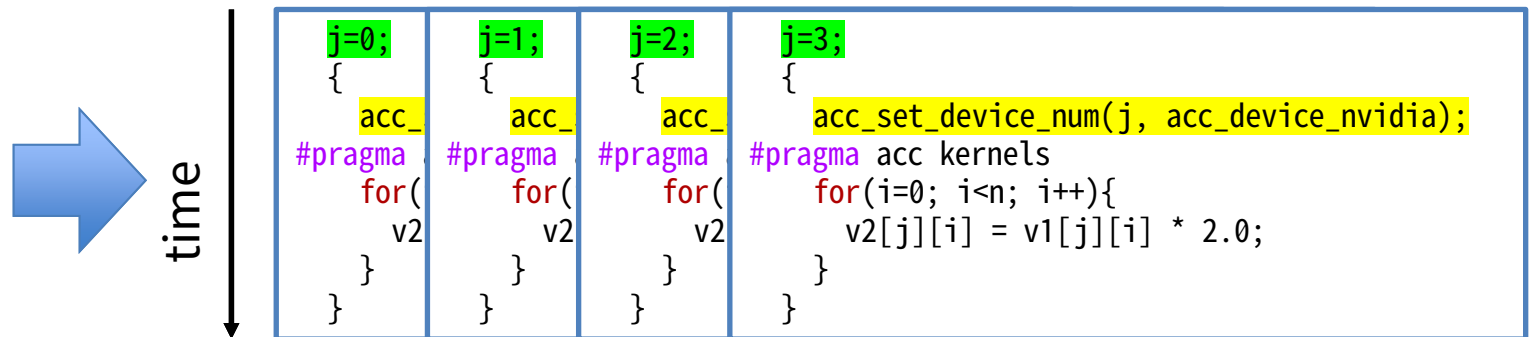 time
j=0;
{
acc_
#pragma
for(
v2
}
}
j=1;
{
acc_
#pragma
for(
v2
}
}
j=2;
{
acc_
#pragma
for(
v2
}
}
j=3;
{
acc_set_device_num(j, acc_device_nvidia);
#pragma acc kernels
for(i=0; i<n; i++){
v2[j][i] = v1[j][i] * 2.0;
}
}